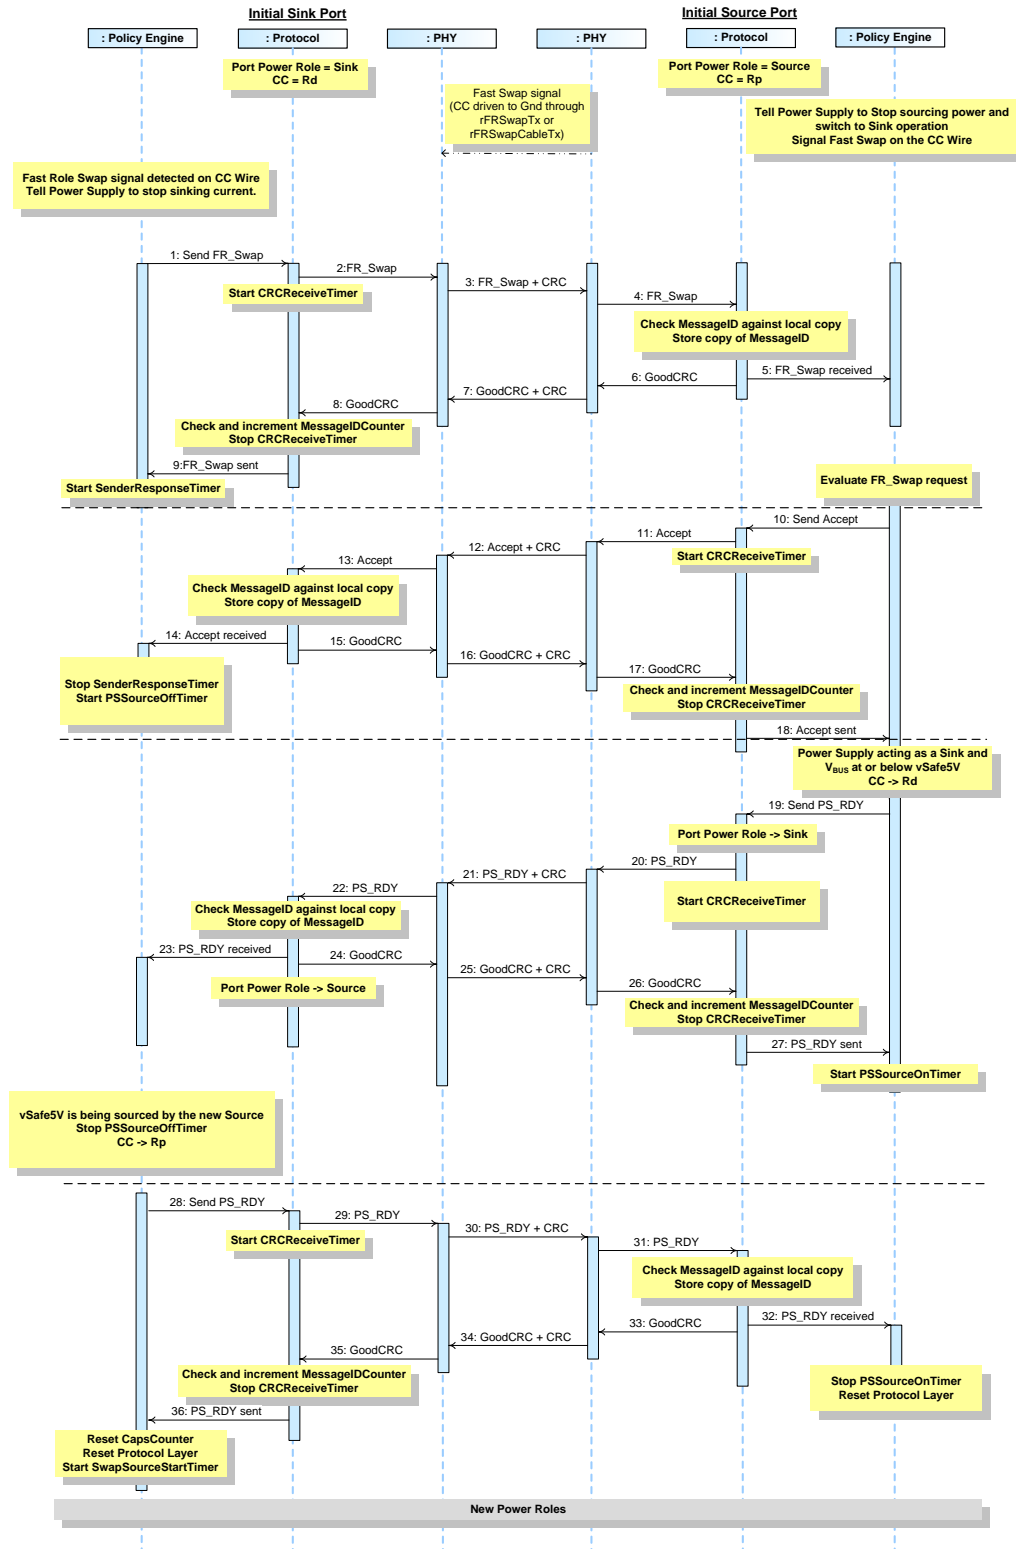 Initial Sink Port
Initial Source Port
: Policy Engine
: Protocol
: PHY
: PHY
: Protocol
: Policy Engine
Port Power Role = Sink
CC = Rd
Port Power Role = Source
CC = Rp
Fast Swap signal
(CC driven to Gnd through
rFRSwapTx or
rFRSwapCableTx)
Tell Power Supply to Stop sourcing power and
switch to Sink operation
Signal Fast Swap on the CC Wire
Fast Role Swap signal detected on CC Wire
Tell Power Supply to stop sinking current.
1: Send FR_Swap
2:FR_Swap
Start CRCReceiveTimer
3: FR_Swap + CRC
4: FR_Swap
Check MessageID against local copy
Store copy of MessageID
5: FR_Swap received
6: GoodCRC
7: GoodCRC + CRC
8: GoodCRC
Check and increment MessageIDCounter
Stop CRCReceiveTimer
9:FR_Swap sent
Start SenderResponseTimer
Evaluate FR_Swap request
10: Send Accept
11: Accept
Start CRCReceiveTimer
12: Accept + CRC
13: Accept
Check MessageID against local copy
Store copy of MessageID
14: Accept received
15: GoodCRC
16: GoodCRC + CRC
17: GoodCRC
Stop SenderResponseTimer
Start PSSourceOffTimer
Check and increment MessageIDCounter
Stop CRCReceiveTimer
18: Accept sent
Power Supply acting as a Sink and
VBUS at or below vSafe5V
CC -> Rd
19: Send PS_RDY
Port Power Role -> Sink
20: PS_RDY
Start CRCReceiveTimer
21: PS_RDY + CRC
22: PS_RDY
Check MessageID against local copy
Store copy of MessageID
23: PS_RDY received
24: GoodCRC
Port Power Role -> Source
25: GoodCRC + CRC
26: GoodCRC
Check and increment MessageIDCounter
Stop CRCReceiveTimer
27: PS_RDY sent
Start PSSourceOnTimer
vSafe5V is being sourced by the new Source
Stop PSSourceOffTimer
CC -> Rp
28: Send PS_RDY
29: PS_RDY
Start CRCReceiveTimer
30: PS_RDY + CRC
31: PS_RDY
Check MessageID against local copy
Store copy of MessageID
32: PS_RDY received
33: GoodCRC
34: GoodCRC + CRC
35: GoodCRC
Check and increment MessageIDCounter
Stop CRCReceiveTimer
Stop PSSourceOnTimer
Reset Protocol Layer
36: PS_RDY sent
Reset CapsCounter
Reset Protocol Layer
Start SwapSourceStartTimer
New Power Roles